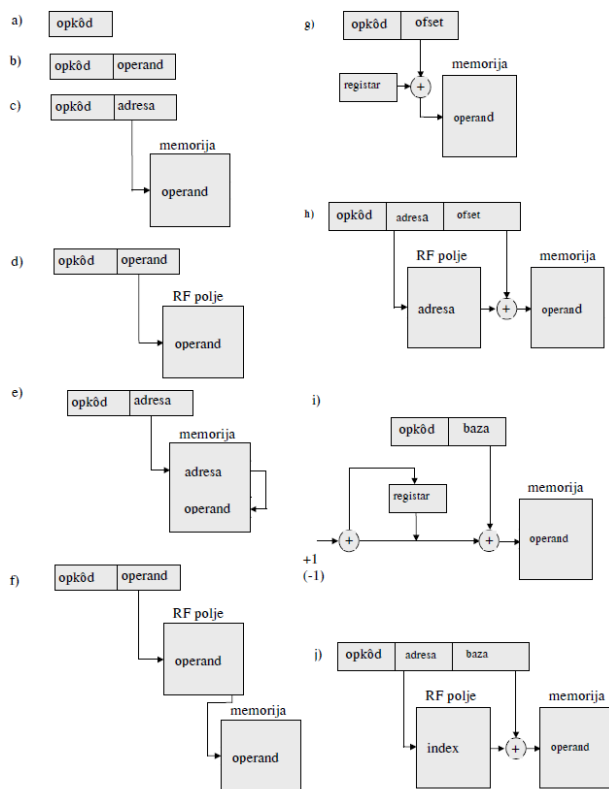 a)
opkôd
b)
opkôd operand
c)
opkôd adresa
memorija
operand
d)
opkôd operand
RF polje
operand
e)
opkôd adresa
memorija
adresa
operand
f)
opkôd operand
RF polje
operand
memorija
operand
g)
opkôd ofset
memorija
registar +
operand
h)
opkôd adresa ofset
RF polje memorija
adresa + operand
i)
opkôd baza
memorija
registar
+ + operand
+1
(-1)
j)
opkôd adresa baza
RF polje memorija
index + operand